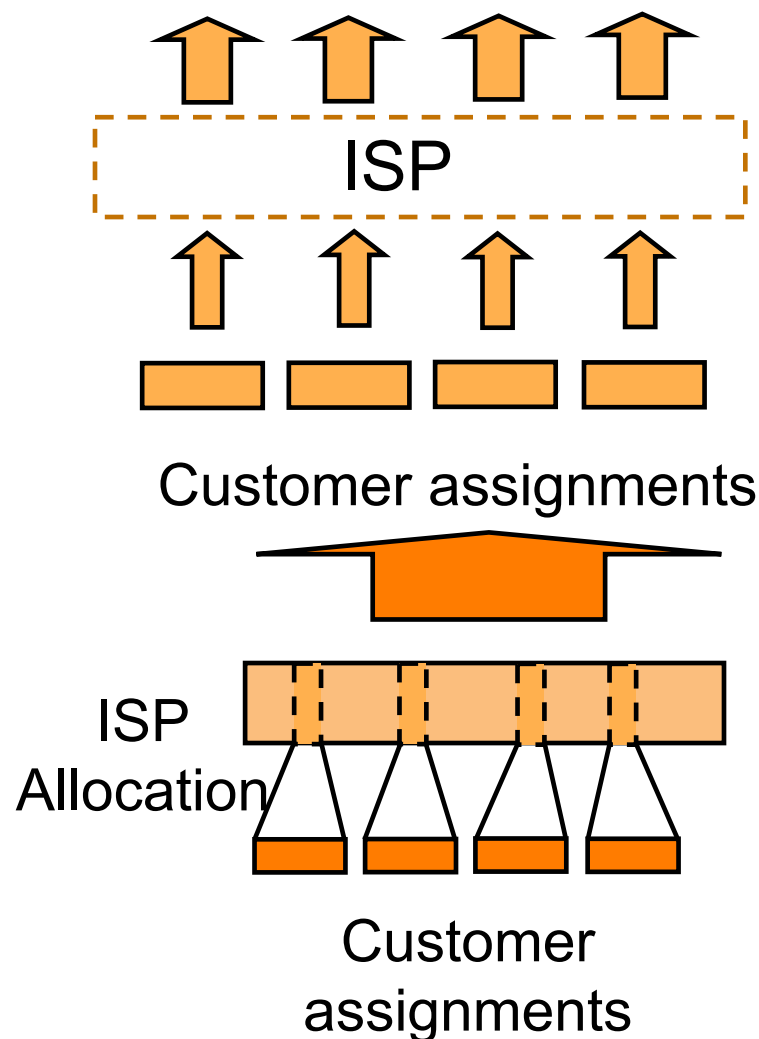 ISP
Customer assignments
ISP
Allocation
Customer
assignments